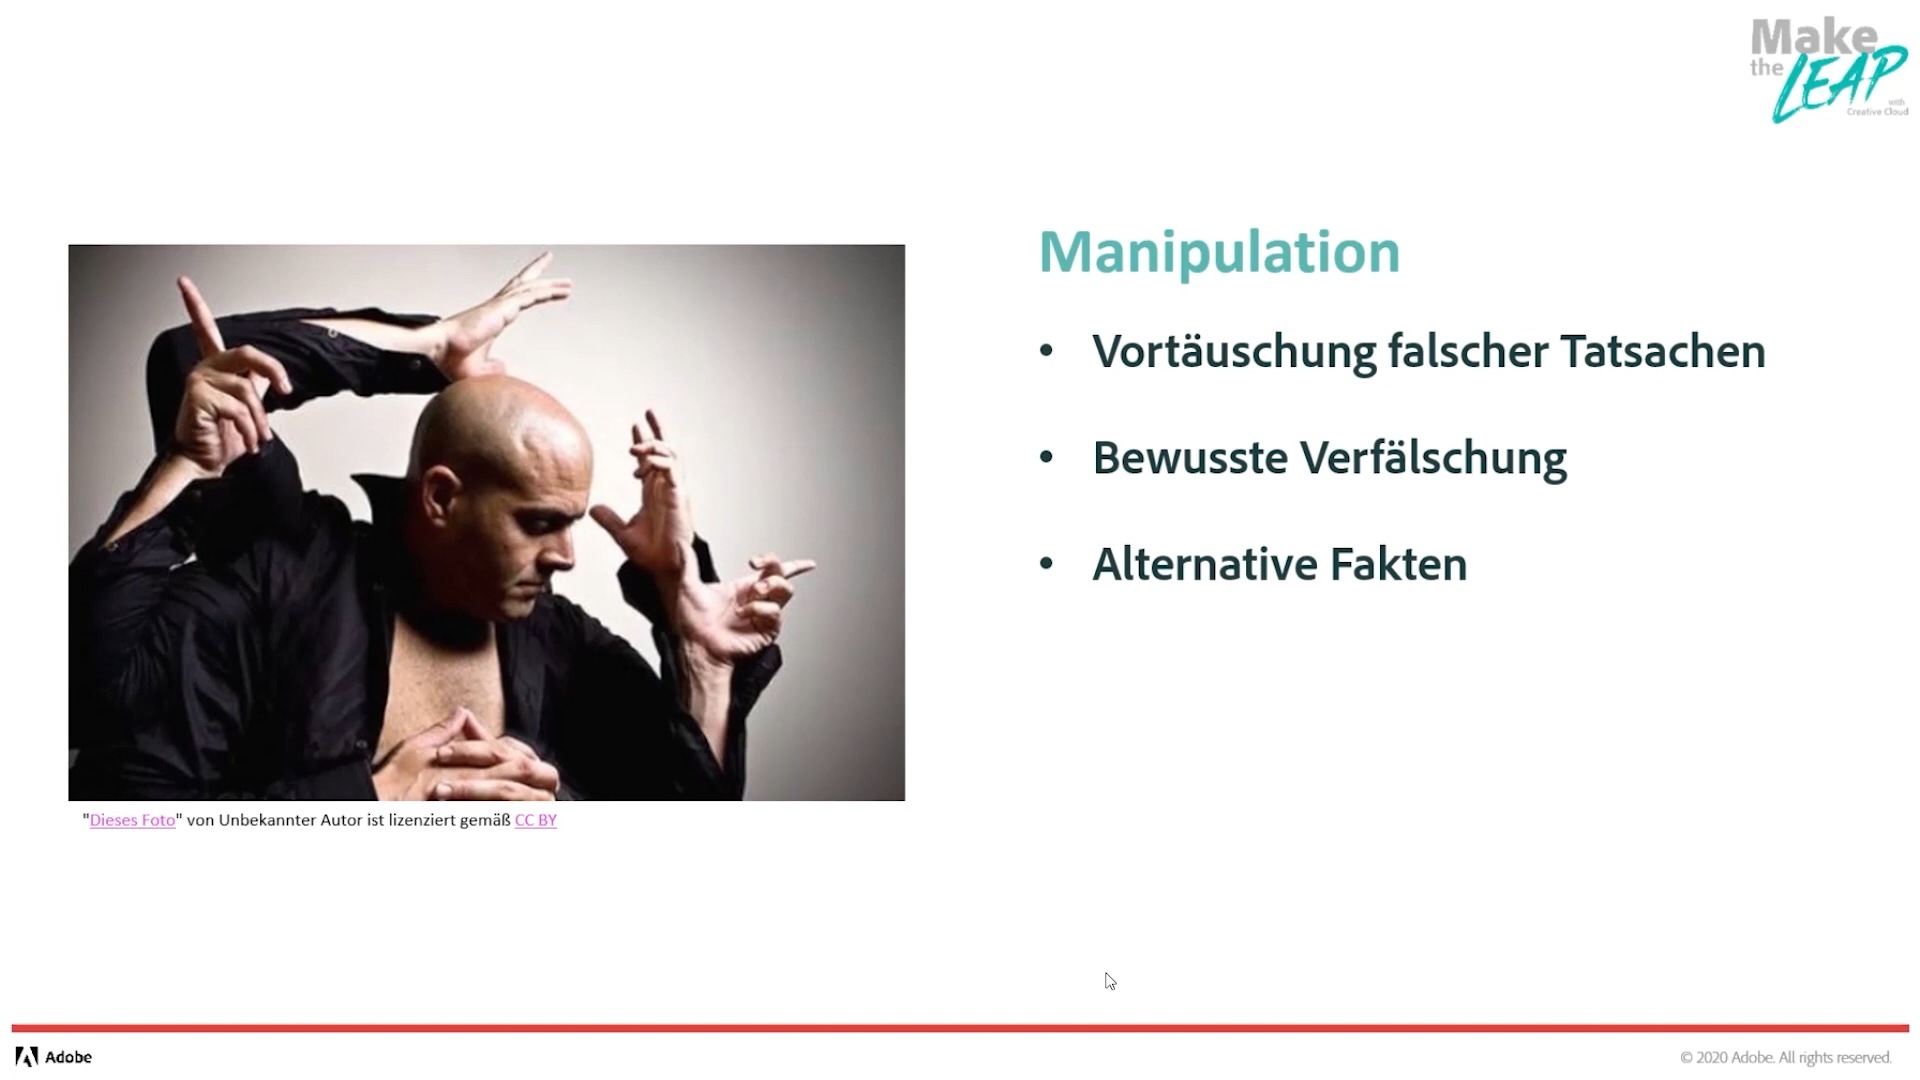 Make
the LEAP
with
Creative Cloud
Manipulation
• Vortäuschung falscher Tatsachen
• Bewusste Verfälschung
• Alternative Fakten
"Dieses Foto" von Unbekannter Autor ist lizenziert gemäß CC BY
Adobe
© 2020 Adobe. All rights reserved.